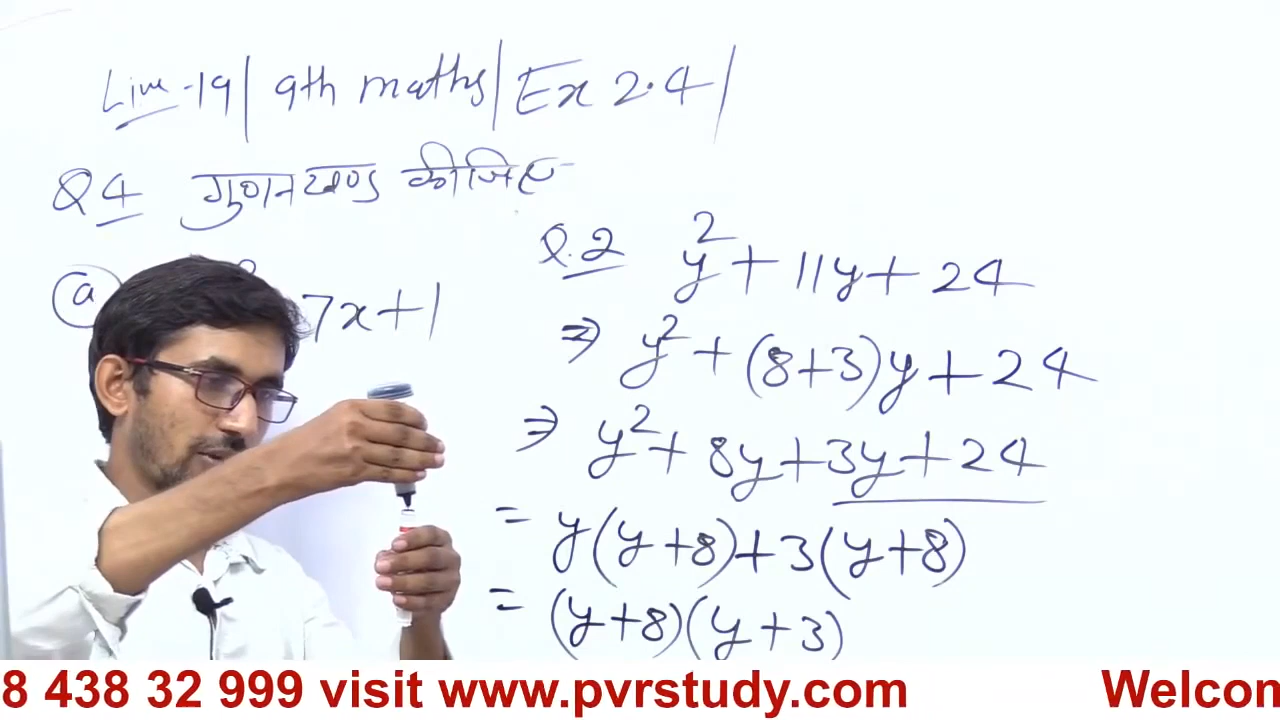 Live-19 | 9th maths | Ex 2.4 |
Q4 गुणनखण्ड कीजिए
(a) 7x+1
Q.2 y²+11y+24
⇒ y²+(8+3)y+24
⇒ y²+8y+3y+24
= y(y+8)+3(y+8)
= (y+8)(y+3)
8 438 32 999 visit www.pvrstudy.com Welcon